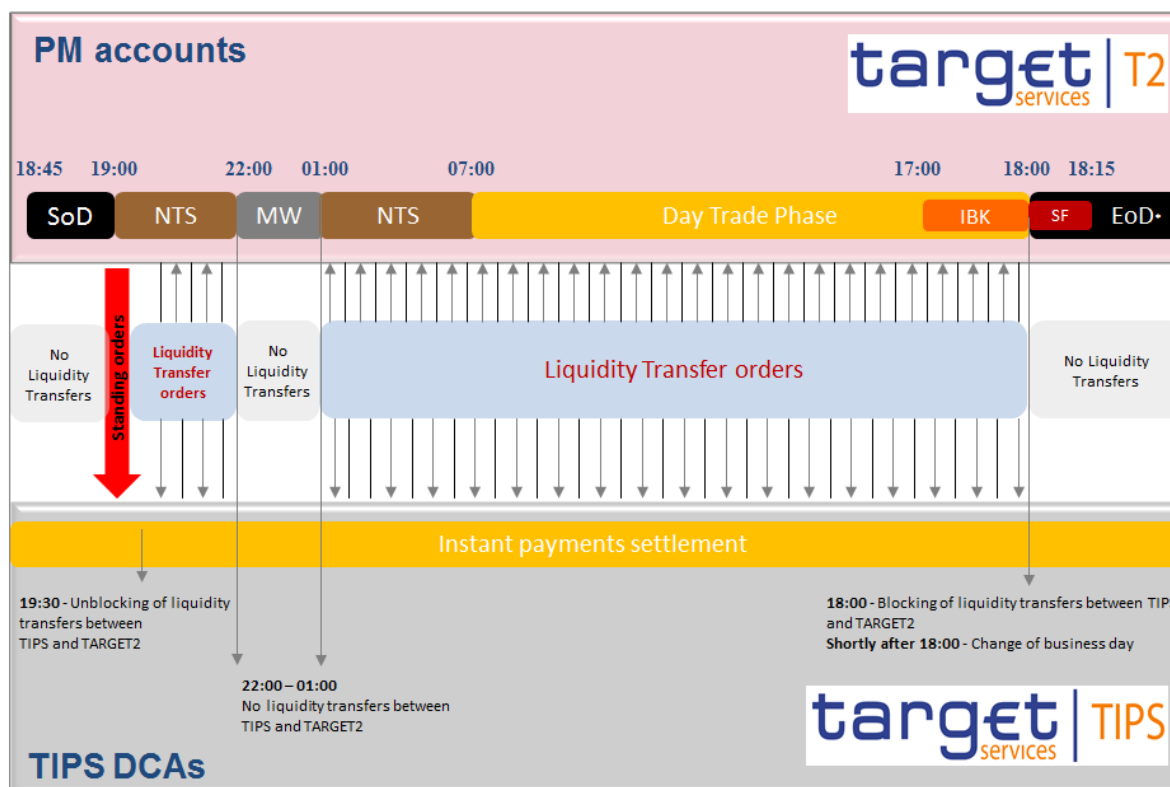 PM accounts
target
services
T2
18:45 19:00 22:00 01:00 07:00 17:00 18:00 18:15
SoD NTS MW NTS Day Trade Phase IBK SF EoD•
No
Liquidity
Transfers
Standing orders
Liquidity
Transfer
orders
No
Liquidity
Transfers
Liquidity Transfer orders
No Liquidity
Transfers
Instant payments settlement
19:30 - Unblocking of liquidity
transfers between
TIPS and TARGET2
22:00 – 01:00
No liquidity transfers between
TIPS and TARGET2
18:00 - Blocking of liquidity transfers between TIPS
and TARGET2
Shortly after 18:00 - Change of business day
target
services
TIPS
TIPS DCAs